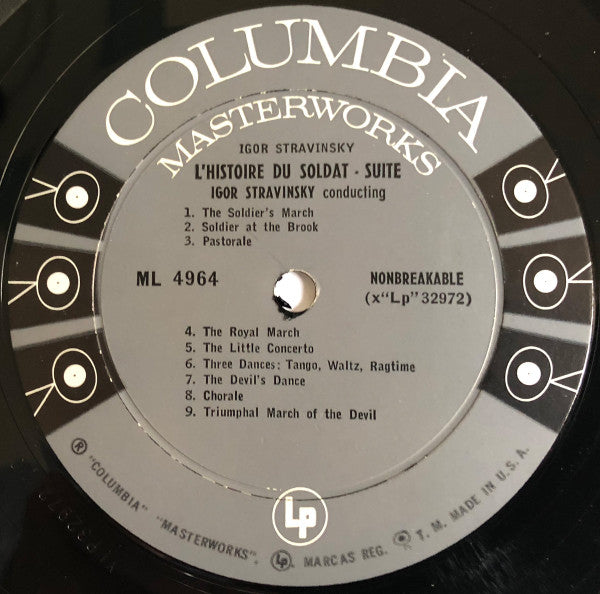 COLUMBIA
MASTERWORKS
IGOR STRAVINSKY
L'HISTOIRE DU SOLDAT - SUITE
IGOR STRAVINSKY conducting
1. The Soldier's March
2. Soldier at the Brook
3. Pastorale
ML 4964
NONBREAKABLE
(x"Lp"32972)
4. The Royal March
5. The Little Concerto
6. Three Dances: Tango, Waltz, Ragtime
7. The Devil's Dance
8. Chorale
9. Triumphal March of the Devil
LP
® "COLUMBIA" "MASTERWORKS". LP MARCAS REG. T. M. MADE IN U. S. A.